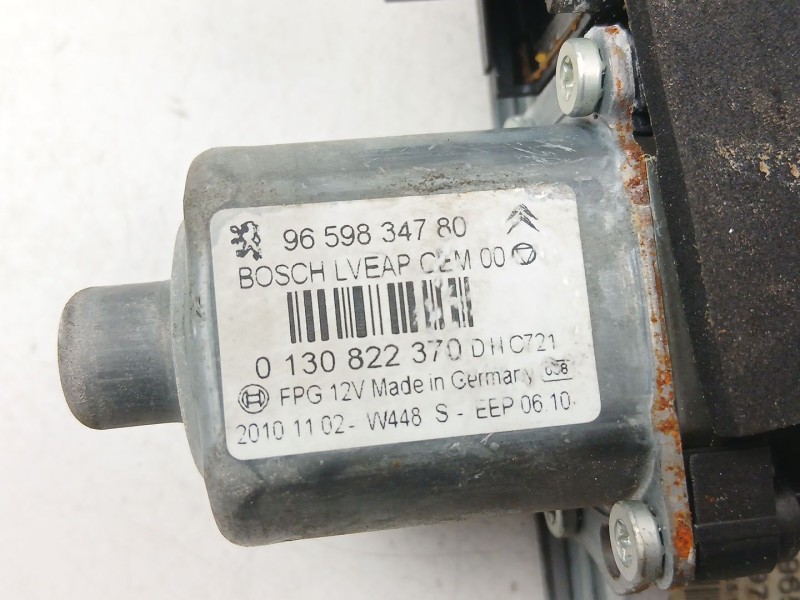 96 598 347 80
BOSCH LVEAP 00
0 130 822 370 DHC721
FPG 12V Made in Germany
2010 11 02- W448 S - EEP 06.10